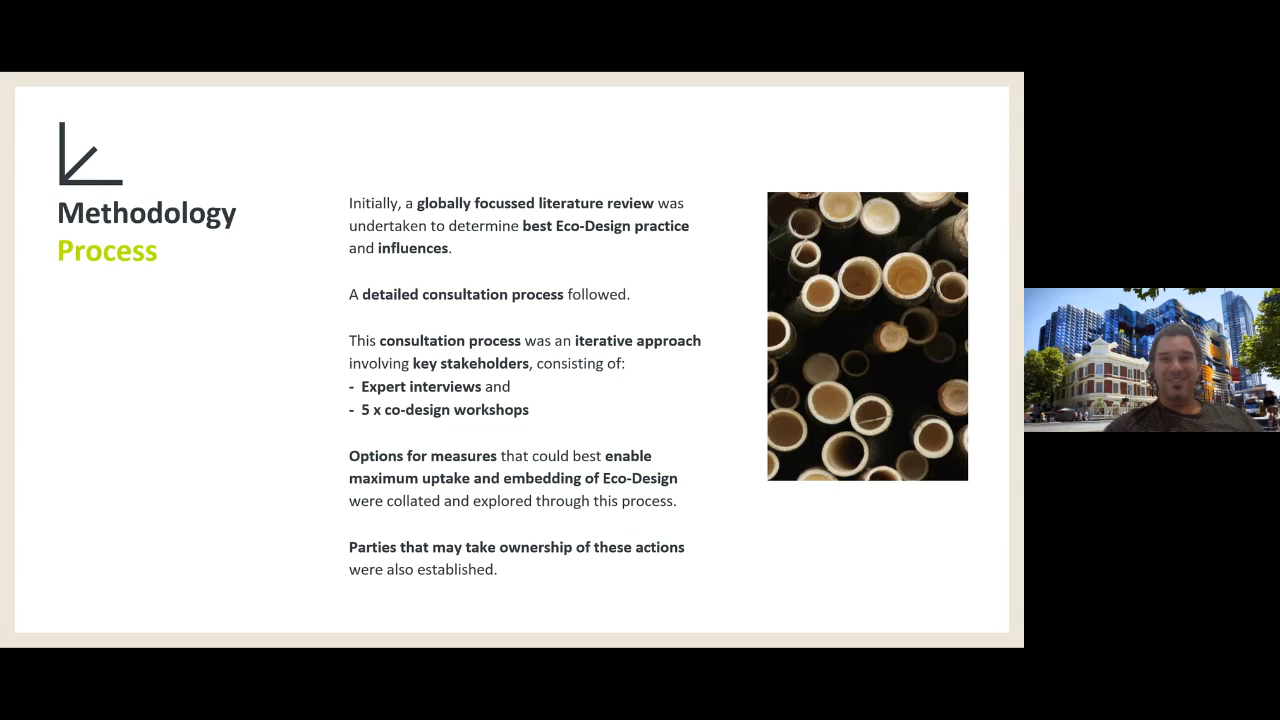 Methodology
Process
Initially, a globally focussed literature review was
undertaken to determine best Eco-Design practice
and influences.
A detailed consultation process followed.
This consultation process was an iterative approach
involving key stakeholders, consisting of:
- Expert interviews and
- 5 x co-design workshops
Options for measures that could best enable
maximum uptake and embedding of Eco-Design
were collated and explored through this process.
Parties that may take ownership of these actions
were also established.